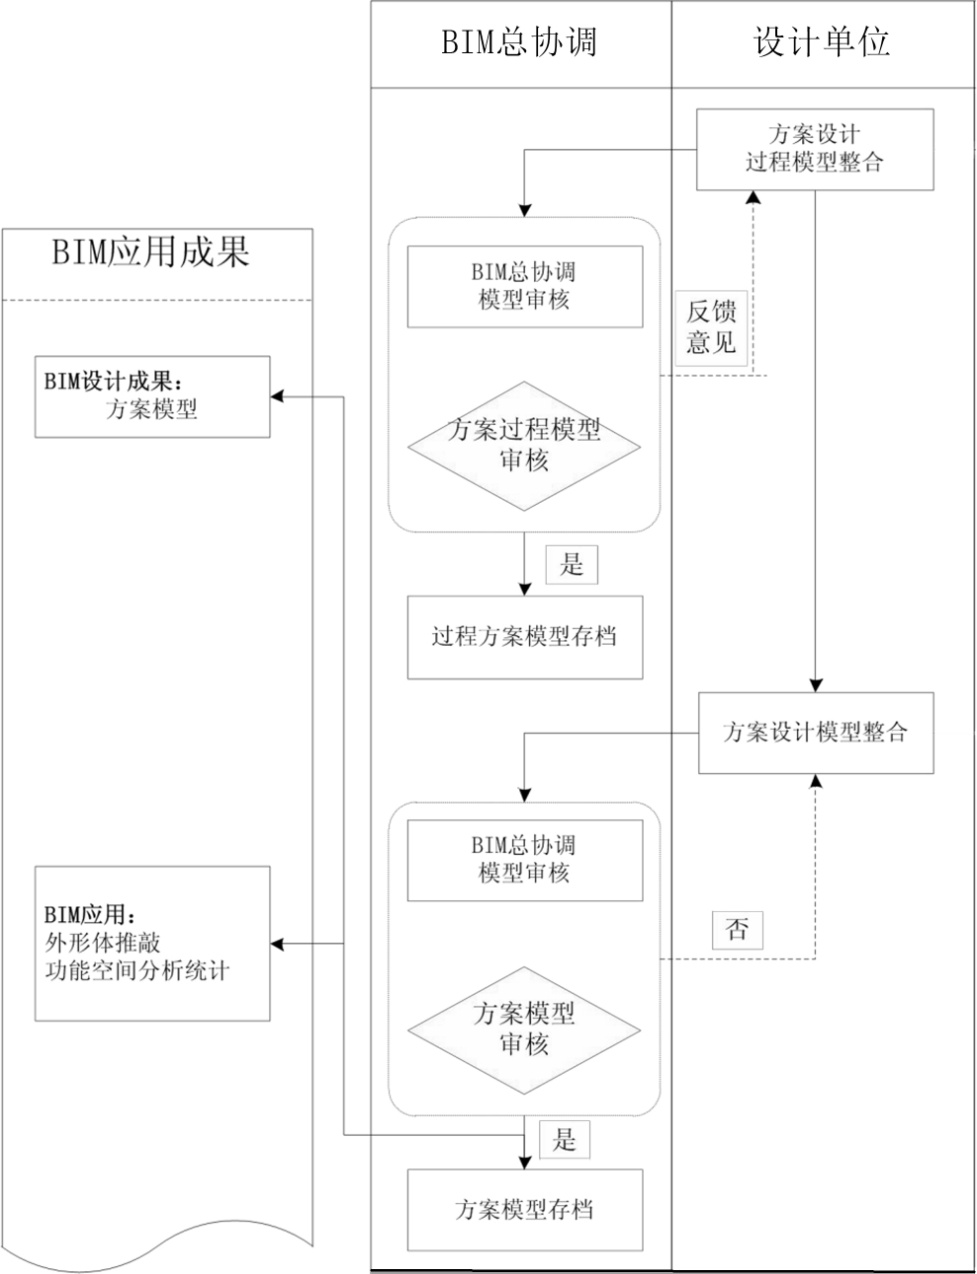 BIM总协调
设计单位
方案设计
过程模型整合
BIM应用成果
BIM总协调
模型审核
反馈
意见
BIM设计成果：
方案模型
方案过程模型
审核
是
过程方案模型存档
方案设计模型整合
BIM总协调
模型审核
BIM应用：
外形体推敲
功能空间分析统计
否
方案模型
审核
是
方案模型存档